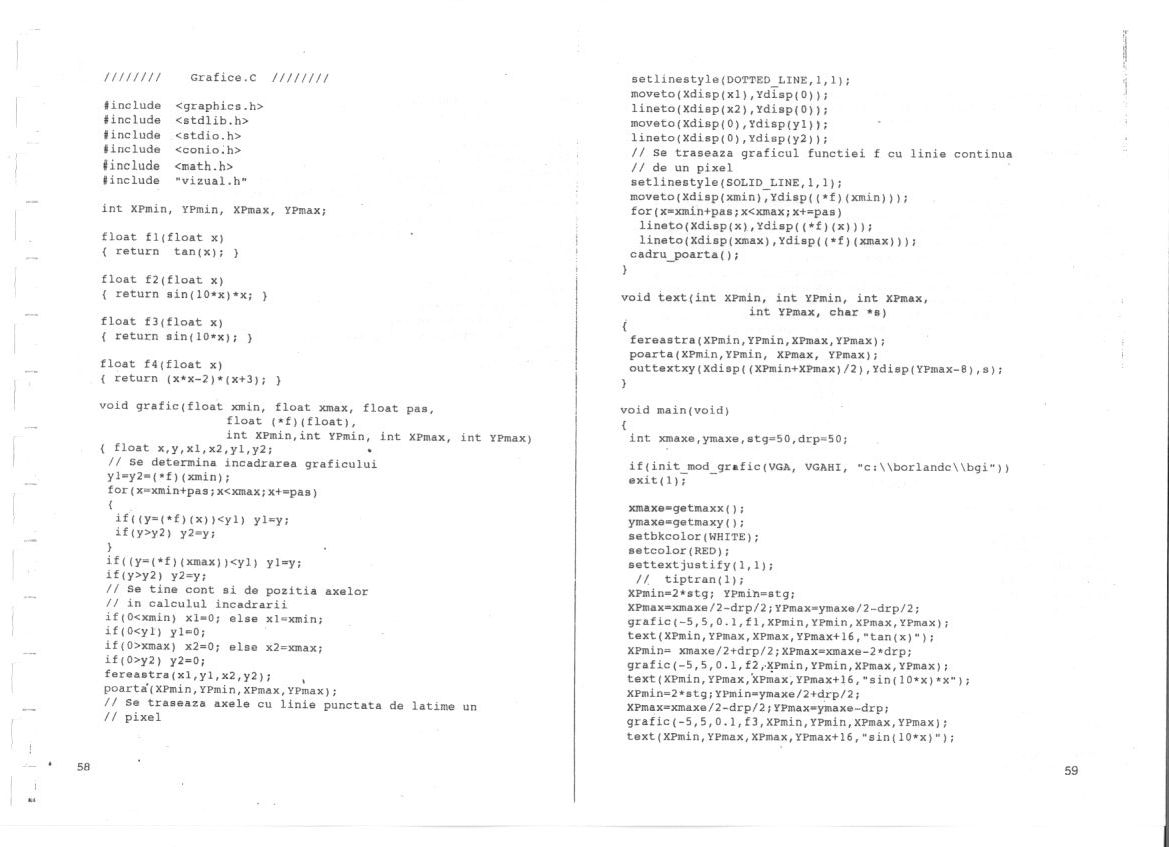 ////////    Grafice.C  ////////
#include  <graphics.h>
#include  <stdlib.h>
#include  <stdio.h>
#include  <conio.h>
#include  <math.h>
#include  "vizual.h"
int XPmin, YPmin, XPmax, YPmax;
float f1(float x)
{ return  tan(x); }
float f2(float x)
{ return sin(10*x)*x; }
float f3(float x)
{ return sin(10*x); }
float f4(float x)
{ return (x*x-2)*(x+3); }
void grafic(float xmin, float xmax, float pas,
float (*f)(float),
int XPmin,int YPmin, int XPmax, int YPmax)
{ float x,y,x1,x2,y1,y2;
// Se determina incadrarea graficului
y1=y2=(*f)(xmin);
for(x=xmin+pas;x<xmax;x+=pas)
{
if((y=(*f)(x))<y1) y1=y;
if(y>y2) y2=y;
}
if((y=(*f)(xmax))<y1) y1=y;
if(y>y2) y2=y;
// Se tine cont si de pozitia axelor
// in calculul incadrarii
if(0<xmin) x1=0; else x1=xmin;
if(0<y1) y1=0;
if(0>xmax) x2=0; else x2=xmax;
if(0>y2) y2=0;
fereastra(x1,y1,x2,y2);
poarta(XPmin,YPmin,XPmax,YPmax);
// Se traseaza axele cu linie punctata de latime un
// pixel
58
setlinestyle(DOTTED_LINE,1,1);
moveto(Xdisp(x1),Ydisp(0));
lineto(Xdisp(x2),Ydisp(0));
moveto(Xdisp(0),Ydisp(y1));
lineto(Xdisp(0),Ydisp(y2));
// Se traseaza graficul functiei f cu linie continua
// de un pixel
setlinestyle(SOLID_LINE,1,1);
moveto(Xdisp(xmin),Ydisp((*f)(xmin)));
for(x=xmin+pas;x<xmax;x+=pas)
lineto(Xdisp(x),Ydisp((*f)(x)));
lineto(Xdisp(xmax),Ydisp((*f)(xmax)));
cadru_poarta();
}
void text(int XPmin, int YPmin, int XPmax,
int YPmax, char *s)
{
fereastra(XPmin,YPmin,XPmax,YPmax);
poarta(XPmin,YPmin, XPmax, YPmax);
outtextxy(Xdisp((XPmin+XPmax)/2),Ydisp(YPmax-8),s);
}
void main(void)
{
int xmaxe,ymaxe,stg=50,drp=50;
if(init_mod_grafic(VGA, VGAHI, "c:\\borlandc\\bgi"))
exit(1);
xmaxe=getmaxx();
ymaxe=getmaxy();
setbkcolor(WHITE);
setcolor(RED);
settextjustify(1,1);
//  tiptran(1);
XPmin=2*stg; YPmin=stg;
XPmax=xmaxe/2-drp/2;YPmax=ymaxe/2-drp/2;
grafic(-5,5,0.1,f1,XPmin,YPmin,XPmax,YPmax);
text(XPmin,YPmax,XPmax,YPmax+16,"tan(x)");
XPmin= xmaxe/2+drp/2;XPmax=xmaxe-2*drp;
grafic(-5,5,0.1,f2,XPmin,YPmin,XPmax,YPmax);
text(XPmin,YPmax,XPmax,YPmax+16,"sin(10*x)*x");
XPmin=2*stg;YPmin=ymaxe/2+drp/2;
XPmax=xmaxe/2-drp/2;YPmax=ymaxe-drp;
grafic(-5,5,0.1,f3,XPmin,YPmin,XPmax,YPmax);
text(XPmin,YPmax,XPmax,YPmax+16,"sin(10*x)");
59